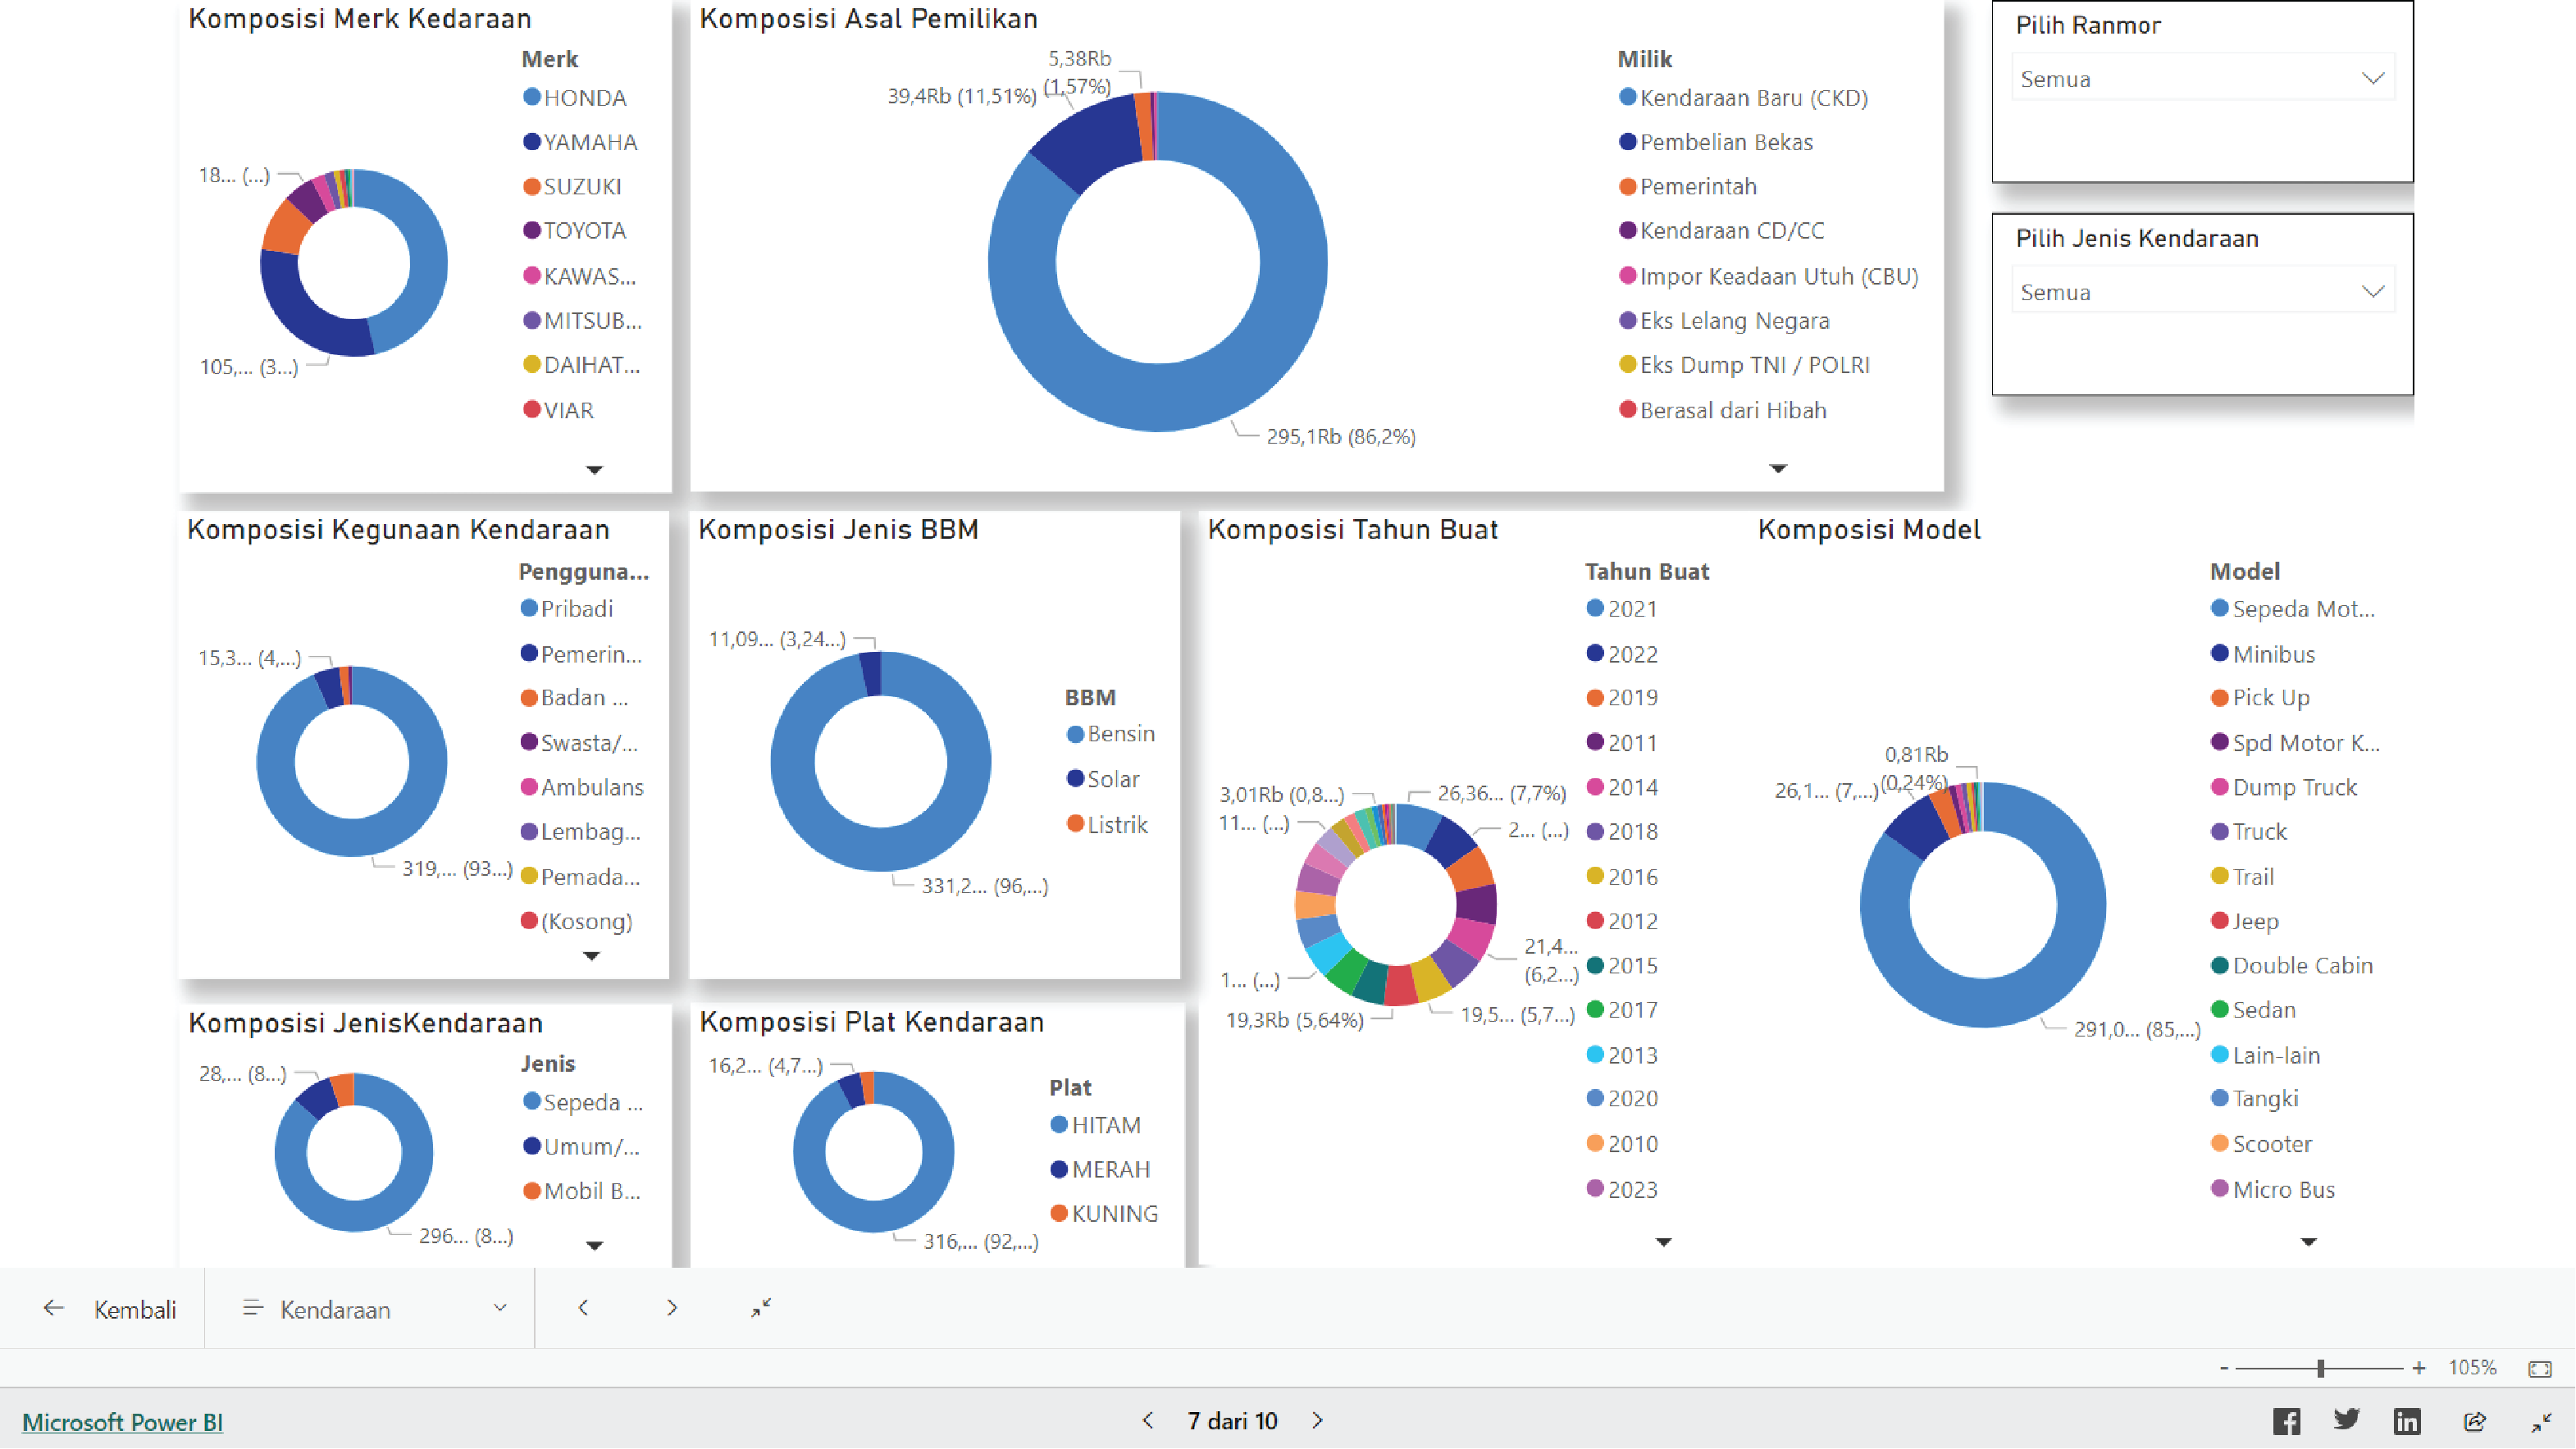 Komposisi Merk Kedaraan
Merk
HONDA
YAMAHA
SUZUKI
TOYOTA
KAWAS...
MITSUB...
DAIHAT...
VIAR
18... (...)
105,... (3...)
Komposisi Asal Pemilikan
5,38Rb
(1,57%)
39,4Rb (11,51%)
295,1Rb (86,2%)
Milik
Kendaraan Baru (CKD)
Pembelian Bekas
Pemerintah
Kendaraan CD/CC
Impor Keadaan Utuh (CBU)
Eks Lelang Negara
Eks Dump TNI / POLRI
Berasal dari Hibah
Pilih Ranmor
Semua
Pilih Jenis Kendaraan
Semua
Komposisi Kegunaan Kendaraan
Pengguna...
Pribadi
Pemerin...
Badan ...
Swasta/...
Ambulans
Lembag...
Pemada...
(Kosong)
15,3... (4,...)
319,... (93...)
Komposisi Jenis BBM
11,09... (3,24...)
331,2... (96,...)
BBM
Bensin
Solar
Listrik
Komposisi Tahun Buat
3,01Rb (0,8...)
11... (...)
1... (...)
19,3Rb (5,64%)
26,36... (7,7%)
2... (...)
21,4...
(6,2...)
19,5... (5,7...)
Tahun Buat
2021
2022
2019
2011
2014
2018
2016
2012
2015
2017
2013
2020
2010
2023
Komposisi Model
0,81Rb
(0,24%)
26,1... (7,...)
291,0... (85,...)
Model
Sepeda Mot...
Minibus
Pick Up
Spd Motor K...
Dump Truck
Truck
Trail
Jeep
Double Cabin
Sedan
Lain-lain
Tangki
Scooter
Micro Bus
Komposisi JenisKendaraan
28,... (8...)
296... (8...)
Jenis
Sepeda ...
Umum/...
Mobil B...
Komposisi Plat Kendaraan
16,2... (4,7...)
316,... (92,...)
Plat
HITAM
MERAH
KUNING
Kembali
Kendaraan
- + 105%
Microsoft Power BI
7 dari 10